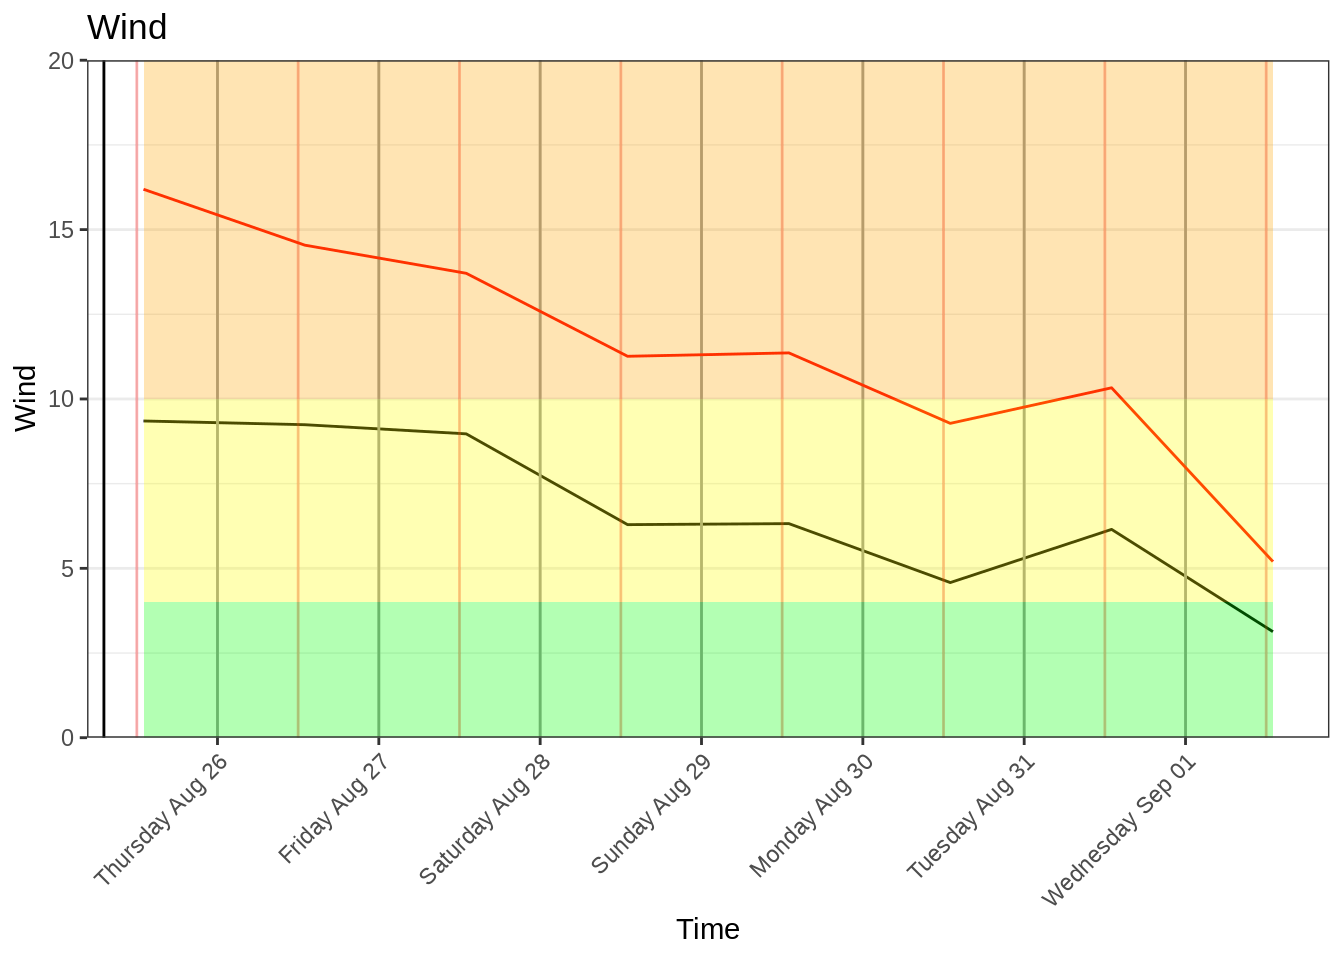 Wind
20
15
10
5
0
Wind
Thursday Aug 26
Friday Aug 27
Saturday Aug 28
Sunday Aug 29
Monday Aug 30
Tuesday Aug 31
Wednesday Sep 01
Time